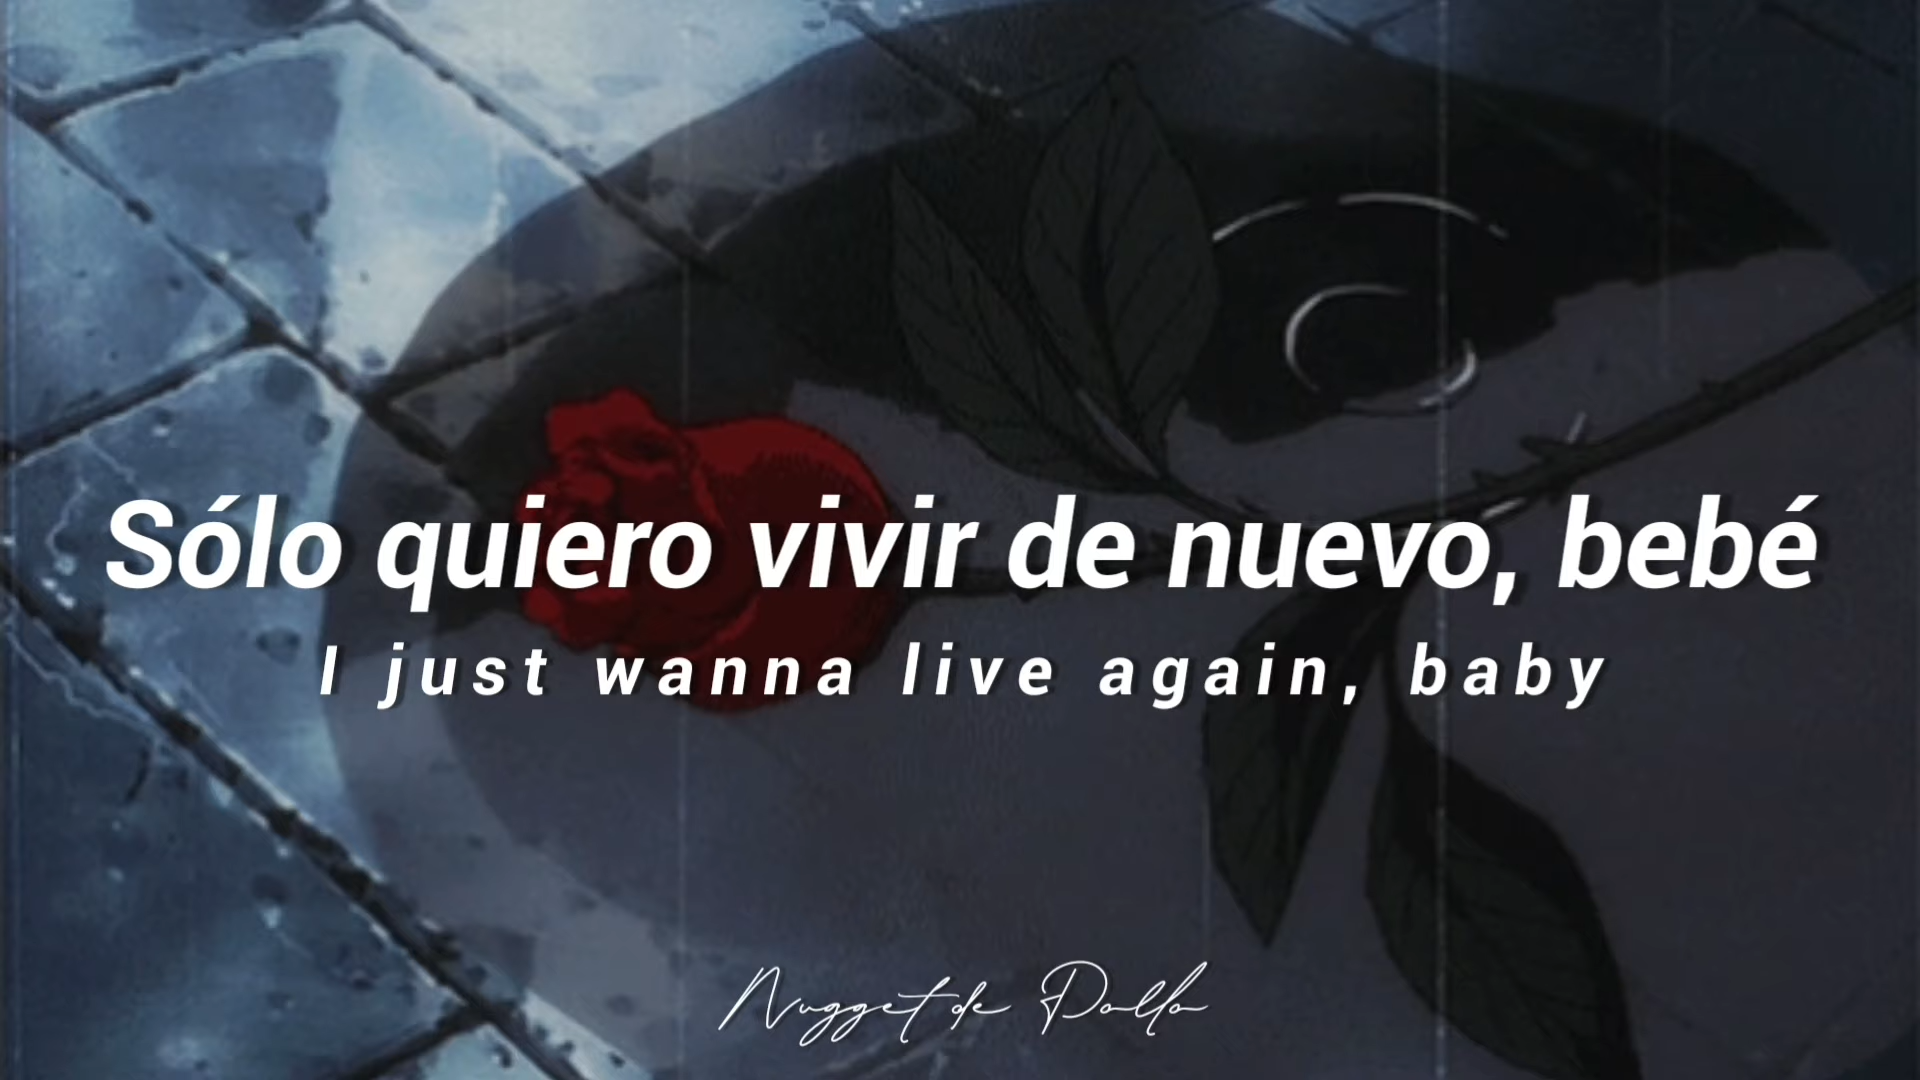 Sólo quiero vivir de nuevo, bebé
I just wanna live again, baby
Nugget de Pollo